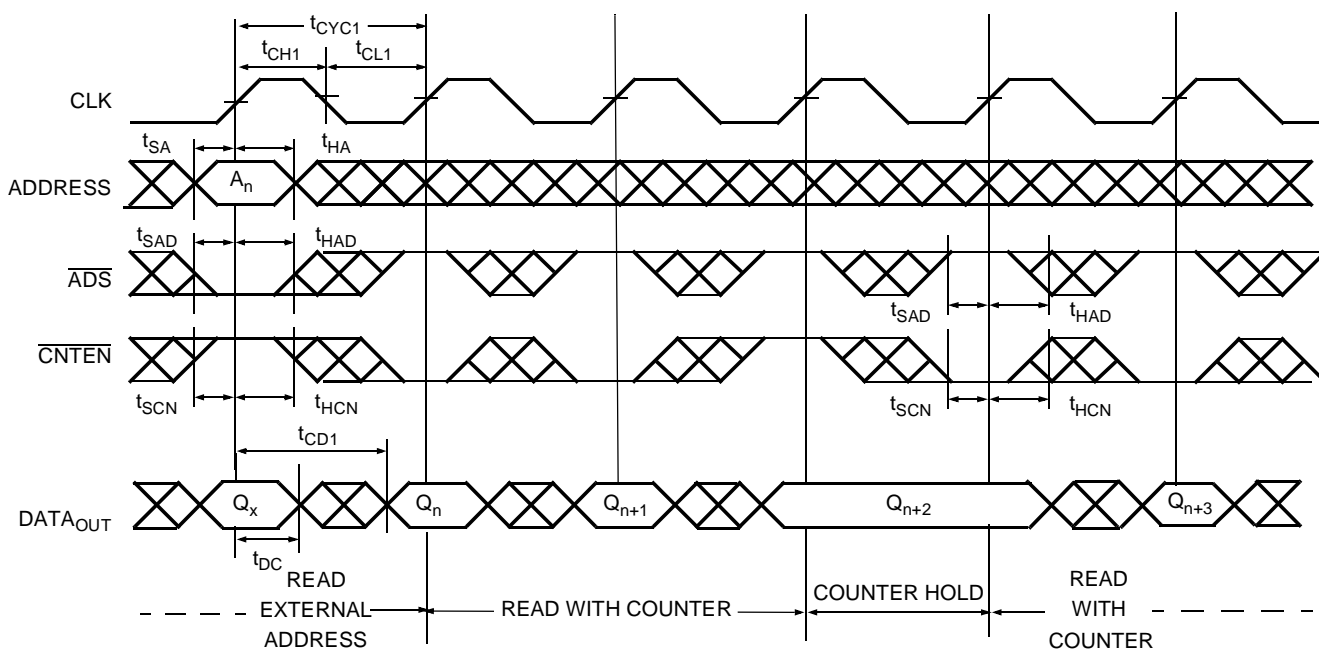 tCYC1
tCH1
tCL1
CLK
tSA
tHA
ADDRESS
An
tSAD
tHAD
ADS
tSAD
tHAD
CNTEN
tSCN
tHCN
tSCN
tHCN
tCD1
DATAOUT
Qx
Qn
Qn+1
Qn+2
Qn+3
tDC
READ
EXTERNAL
ADDRESS
READ WITH COUNTER
COUNTER HOLD
READ
WITH
COUNTER